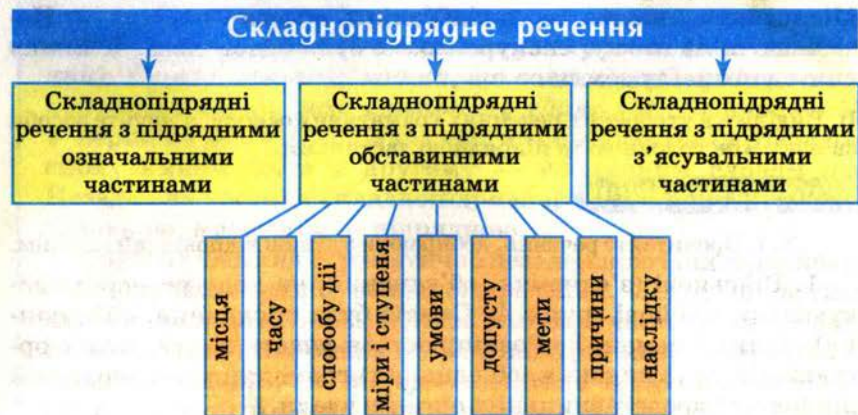 Складнопідрядне речення
Складнопідрядні
речення з підрядними
означальними
частинами
Складнопідрядні
речення з підрядними
обставинними
частинами
Складнопідрядні
речення з підрядними
з’ясувальними
частинами
місця
часу
способу дії
міри і ступеня
умови
допусту
мети
причини
наслідку